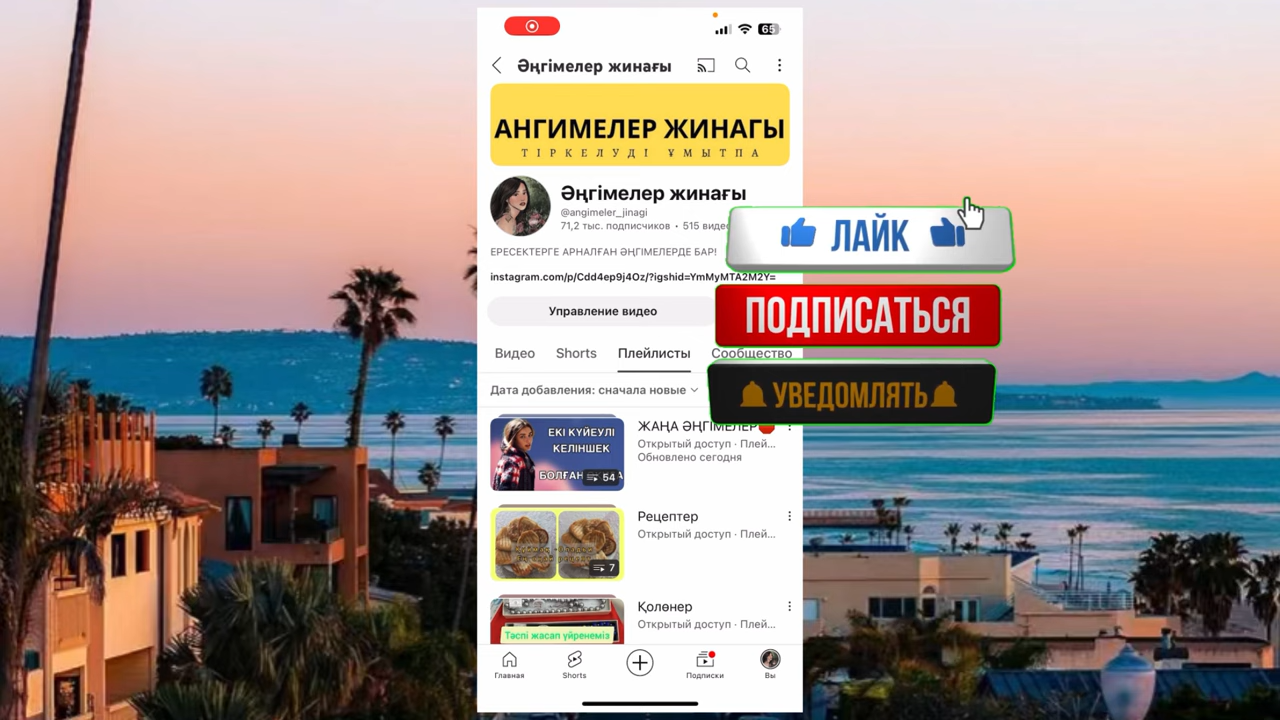 65
Әңгімелер жинағы
АНГИМЕЛЕР ЖИНАГЫ
ТІРКЕЛУДІ ҰМЫТПА
Әңгімелер жинағы
@angimeler_jinagi
71,2 тыс. подписчиков · 515 видео
ЕРЕСЕКТЕРГЕ АРНАЛҒАН ӘҢГІМЕЛЕРДЕ БАР!
instagram.com/p/Cdd4ep9j4Oz/?igshid=YmMyMTA2M2Y=
ЛАЙК
Управление видео
ПОДПИСАТЬСЯ
Видео Shorts Плейлисты Сообщество
Дата добавления: сначала новые
УВЕДОМЛЯТЬ
ЕКІ КҮЙЕУЛІ
КЕЛІНШЕК
54
ЖАҢА ӘҢГІМЕЛЕР
Открытый доступ · Плей...
Обновлено сегодня
7
Рецептер
Открытый доступ · Плей...
Тәспі жасап үйренеміз
Қолөнер
Открытый доступ · Плей...
Главная Shorts Подписки Вы